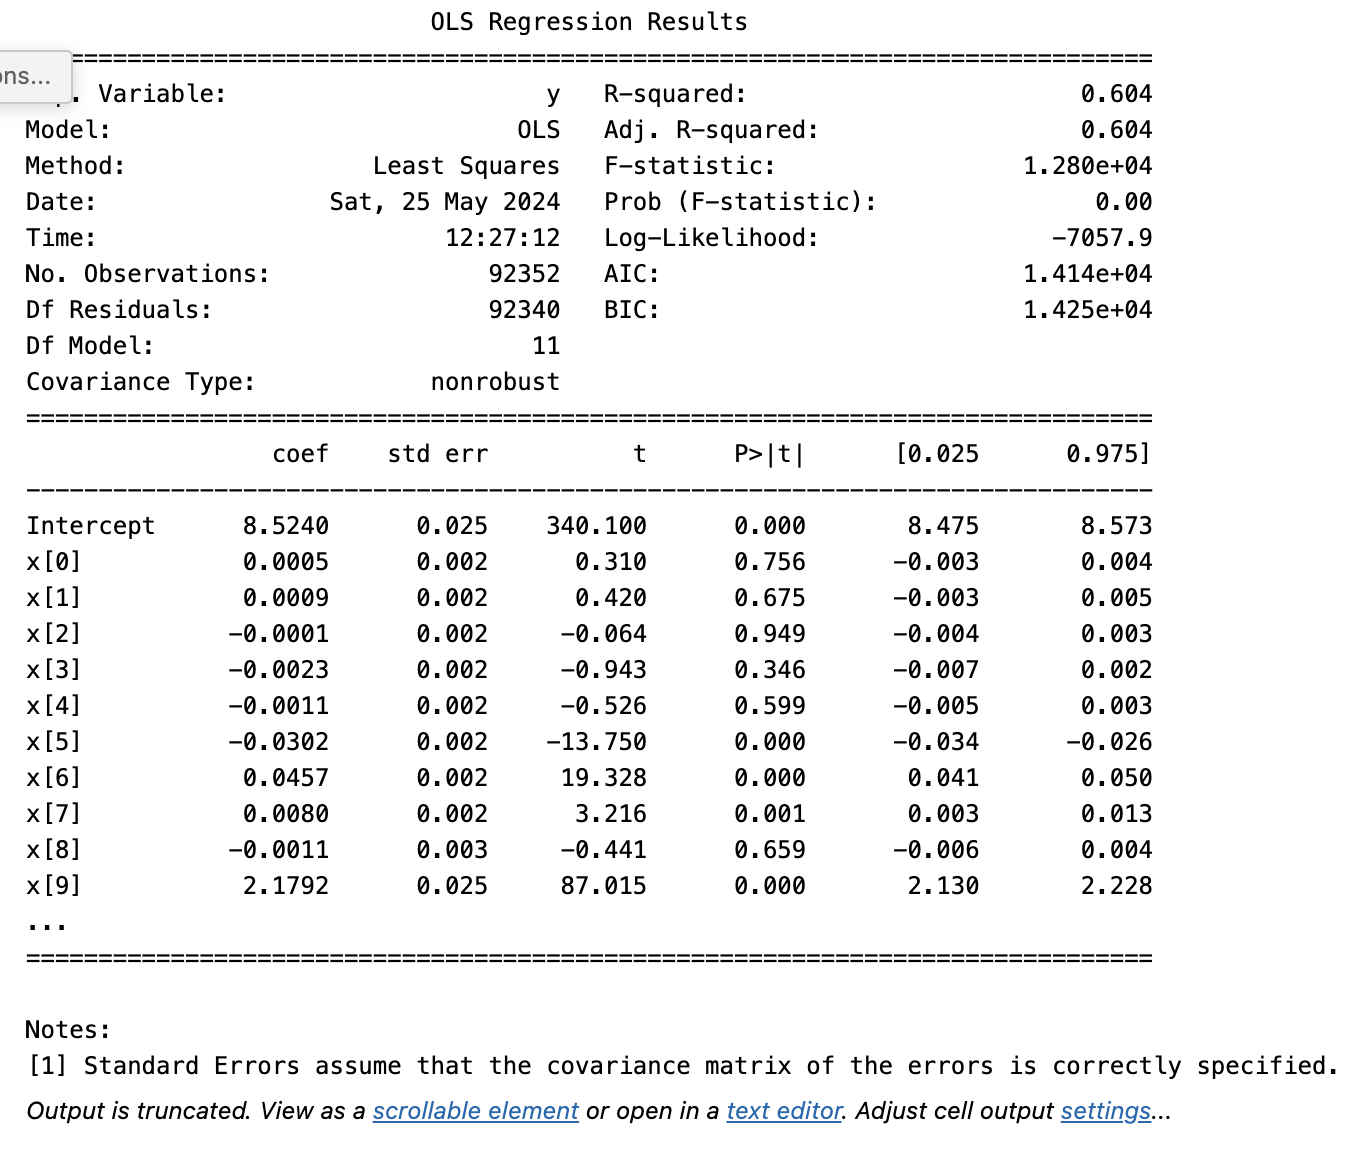 OLS Regression Results
==============================================================================
ons...
. Variable: y R-squared: 0.604
Model: OLS Adj. R-squared: 0.604
Method: Least Squares F-statistic: 1.280e+04
Date: Sat, 25 May 2024 Prob (F-statistic): 0.00
Time: 12:27:12 Log-Likelihood: -7057.9
No. Observations: 92352 AIC: 1.414e+04
Df Residuals: 92340 BIC: 1.425e+04
Df Model: 11
Covariance Type: nonrobust
==============================================================================
coef std err t P>|t| [0.025 0.975]
------------------------------------------------------------------------------
Intercept 8.5240 0.025 340.100 0.000 8.475 8.573
x[0] 0.0005 0.002 0.310 0.756 -0.003 0.004
x[1] 0.0009 0.002 0.420 0.675 -0.003 0.005
x[2] -0.0001 0.002 -0.064 0.949 -0.004 0.003
x[3] -0.0023 0.002 -0.943 0.346 -0.007 0.002
x[4] -0.0011 0.002 -0.526 0.599 -0.005 0.003
x[5] -0.0302 0.002 -13.750 0.000 -0.034 -0.026
x[6] 0.0457 0.002 19.328 0.000 0.041 0.050
x[7] 0.0080 0.002 3.216 0.001 0.003 0.013
x[8] -0.0011 0.003 -0.441 0.659 -0.006 0.004
x[9] 2.1792 0.025 87.015 0.000 2.130 2.228
...
==============================================================================
Notes:
[1] Standard Errors assume that the covariance matrix of the errors is correctly specified.
Output is truncated. View as a scrollable element or open in a text editor. Adjust cell output settings...